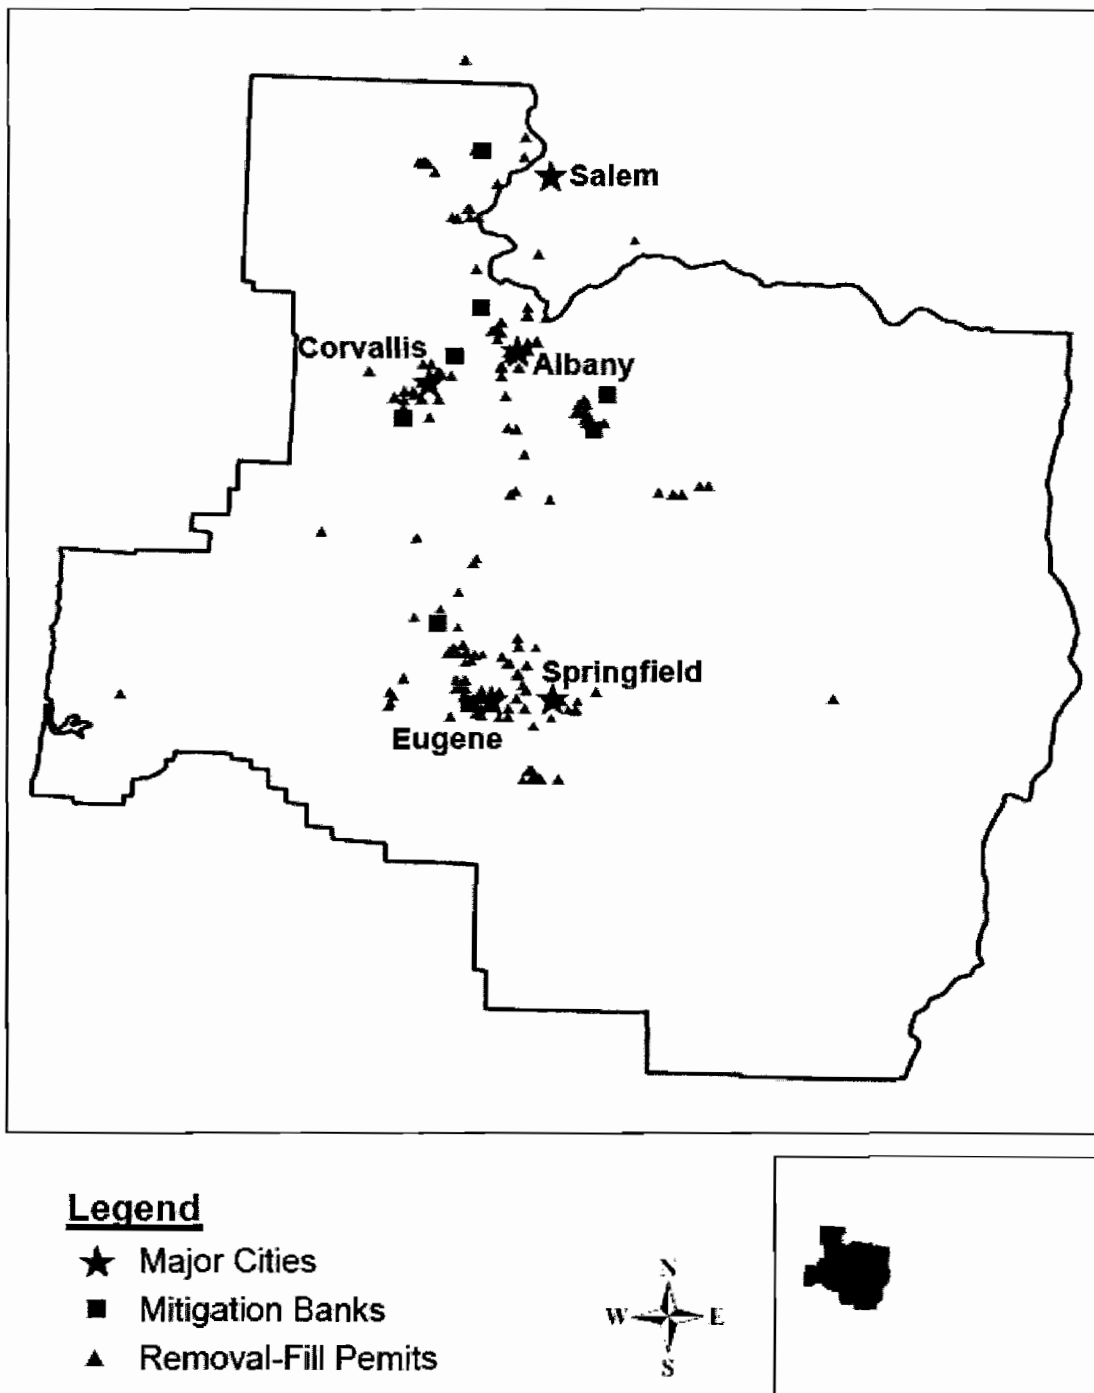 Salem
Corvallis
Albany
Springfield
Eugene
Legend
Major Cities
Mitigation Banks
Removal-Fill Pemits
N
W E
S